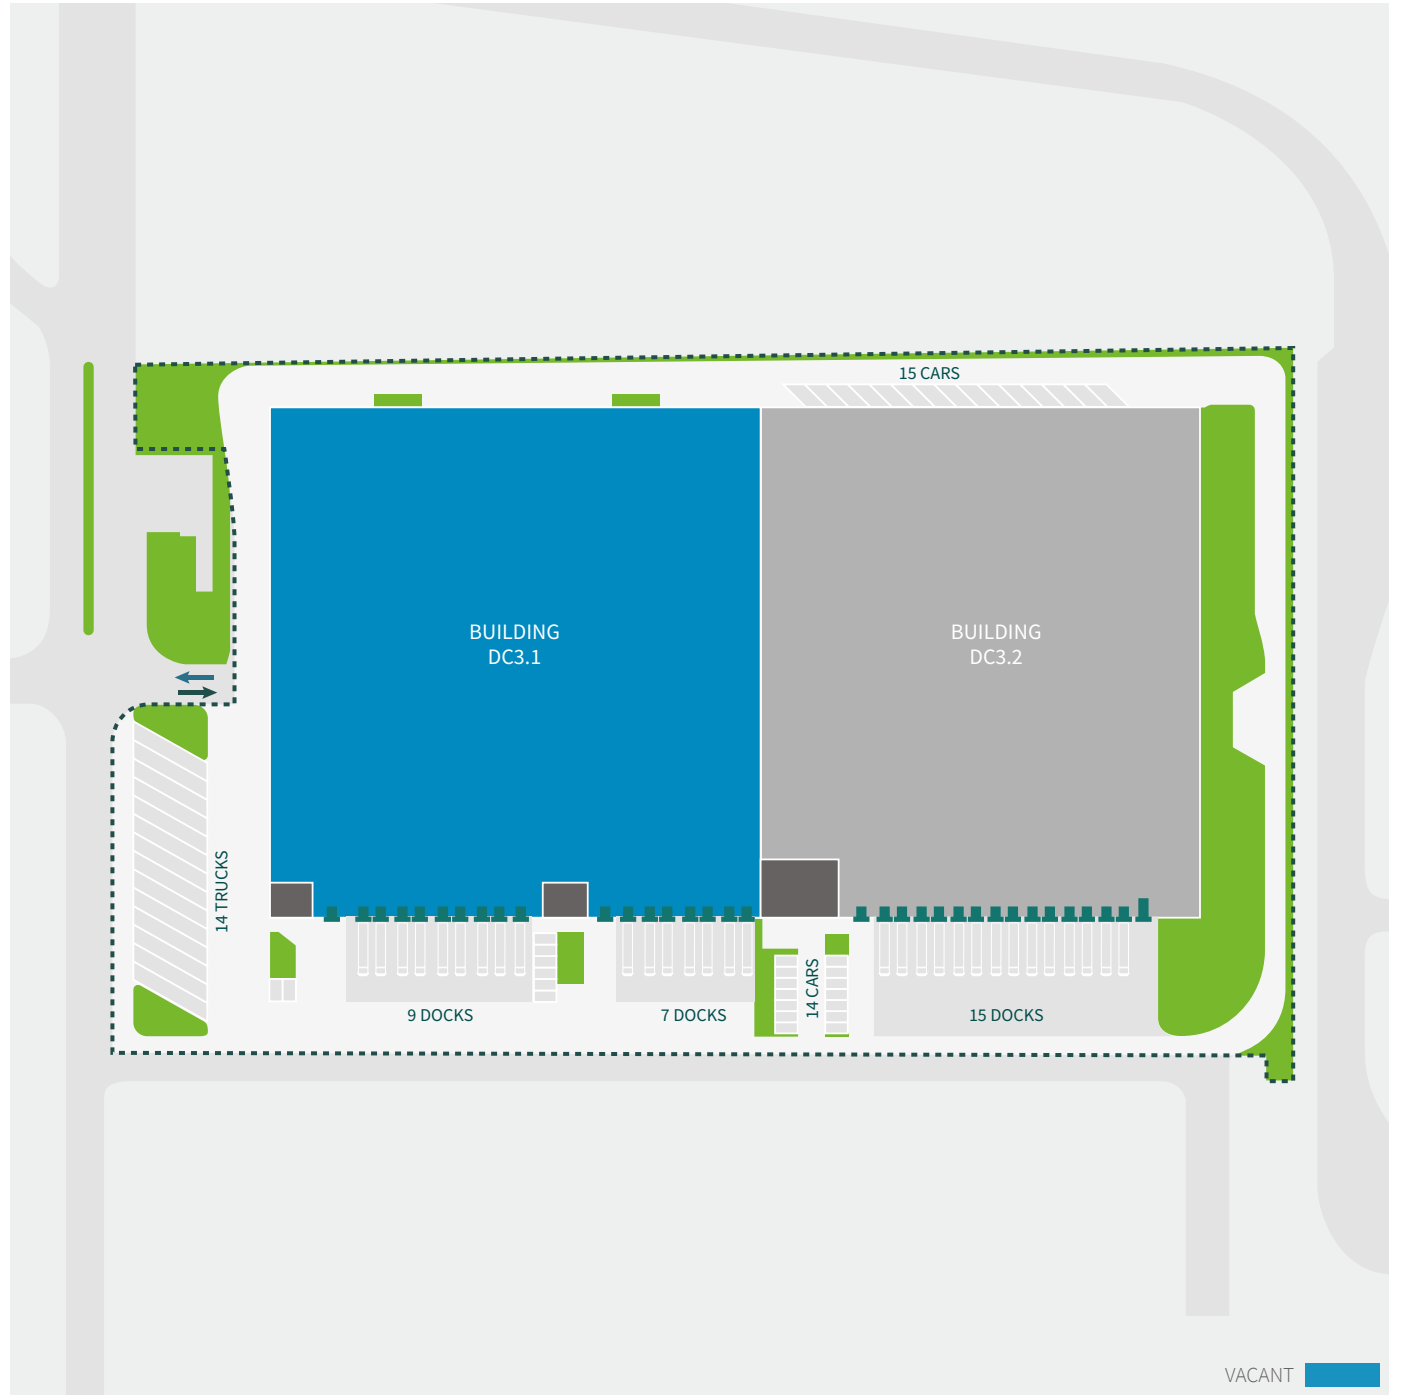 15 CARS
BUILDING
DC3.1
BUILDING
DC3.2
14 TRUCKS
14 CARS
9 DOCKS
7 DOCKS
15 DOCKS
VACANT